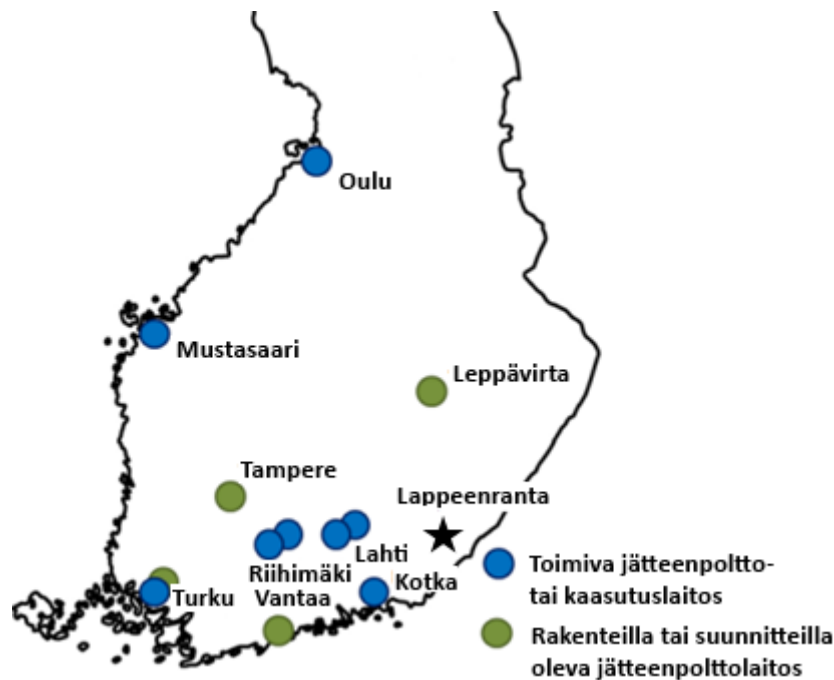 Oulu
Mustasaari
Leppävirta
Tampere
Lappeenranta
Lahti
Riihimäki
Kotka
Turku
Vantaa
Toimiva jätteenpoltto-
tai kaasutuslaitos
Rakenteilla tai suunnitteilla
oleva jätteenpolttolaitos